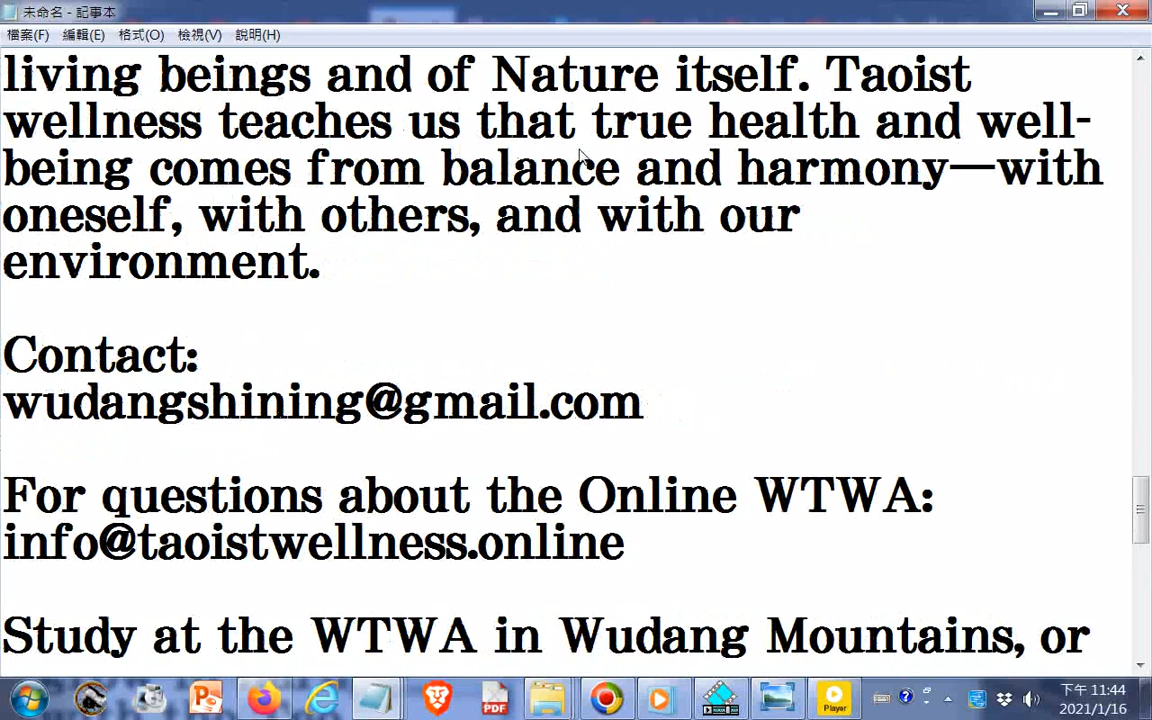 未命名 - 記事本
檔案(F) 編輯(E) 格式(O) 檢視(V) 說明(H)
living beings and of Nature itself. Taoist
wellness teaches us that true health and well-
being comes from balance and harmony—with
oneself, with others, and with our
environment.
Contact:
wudangshining@gmail.com
For questions about the Online WTWA:
info@taoistwellness.online
Study at the WTWA in Wudang Mountains, or
PDF
Player
下午 11:44
2021/1/16